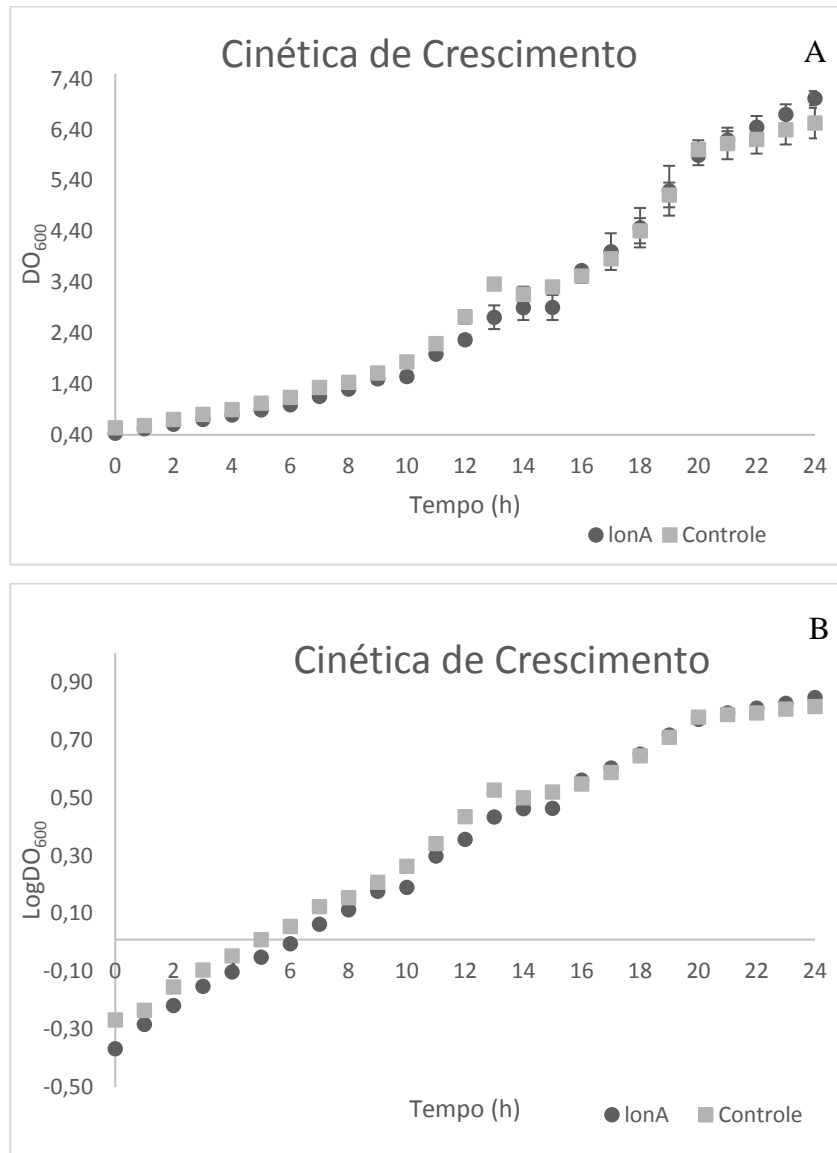 Cinética de Crescimento
A
7,40
6,40
5,40
4,40
3,40
2,40
1,40
0,40
DO600
0 2 4 6 8 10 12 14 16 18 20 22 24
Tempo (h)
lonA Controle
Cinética de Crescimento
B
0,90
0,70
0,50
0,30
0,10
-0,10
-0,30
-0,50
LogDO600
0 2 4 6 8 10 12 14 16 18 20 22 24
Tempo (h)
lonA Controle